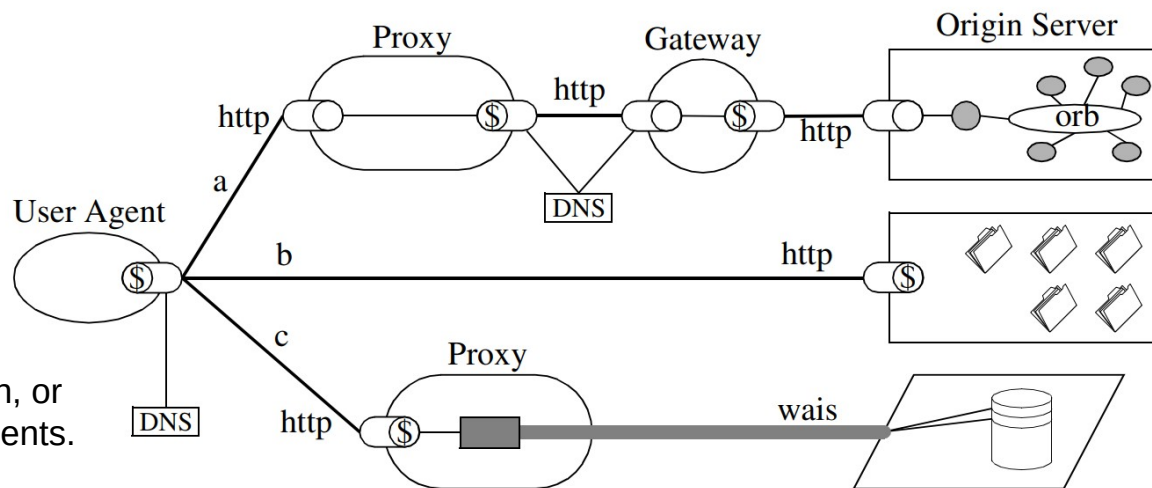 Origin Server
Proxy
Gateway
http
http
$
$
http
orb
a
DNS
User Agent
b
http
$
$
c
Proxy
, or
DNS
http
$
wais
ents.